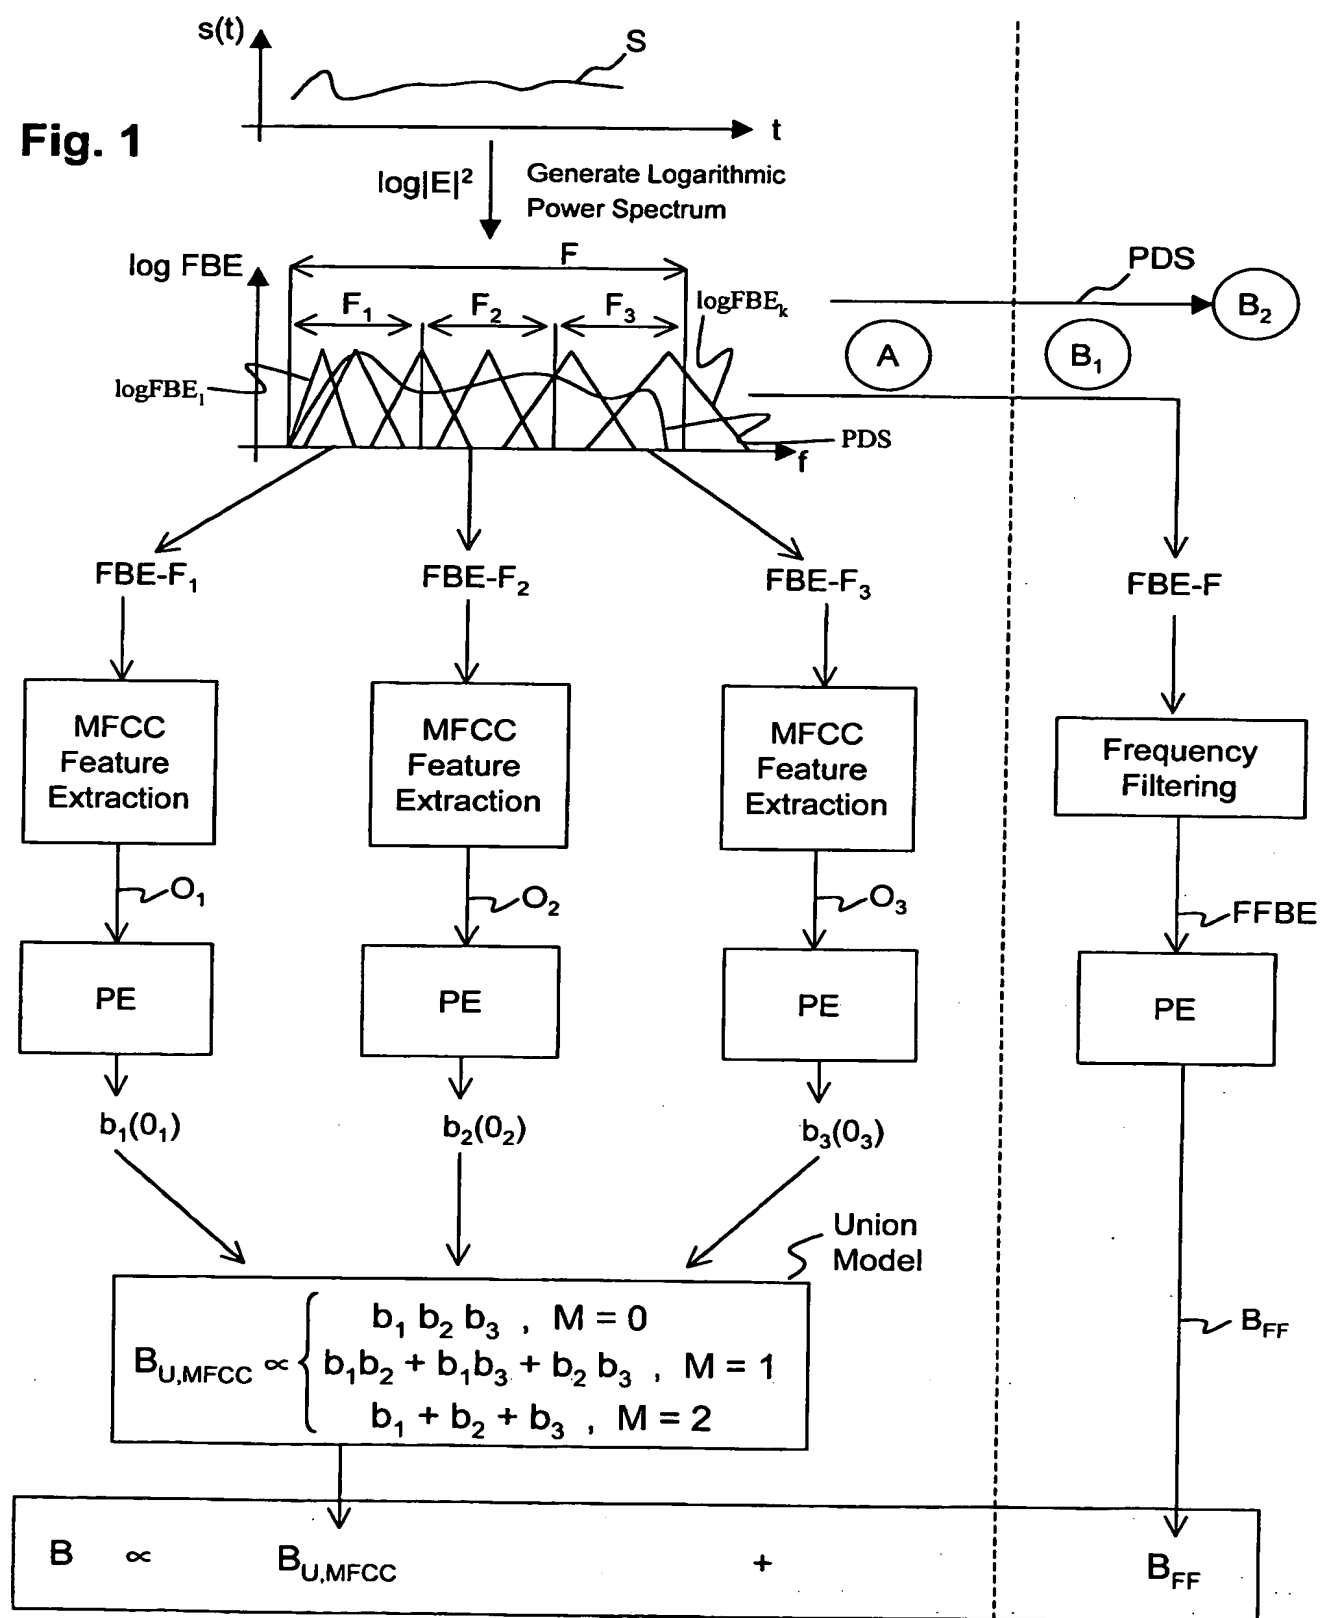 s(t)
S
t
Fig. 1
log|E|²
Generate Logarithmic
Power Spectrum
log FBE
F
F₁
F₂
F₃
logFBEₖ
PDS
B₂
A
B₁
logFBE₁
PDS
f
FBE-F₁
FBE-F₂
FBE-F₃
FBE-F
MFCC
Feature
Extraction
MFCC
Feature
Extraction
MFCC
Feature
Extraction
Frequency
Filtering
O₁
O₂
O₃
FFBE
PE
PE
PE
PE
b₁(0₁)
b₂(0₂)
b₃(0₃)
Union
Model
B_FF
b₁ b₂ b₃ , M = 0
B_U,MFCC ∝ { b₁b₂ + b₁b₃ + b₂ b₃ , M = 1
b₁ + b₂ + b₃ , M = 2
B ∝ B_U,MFCC + B_FF